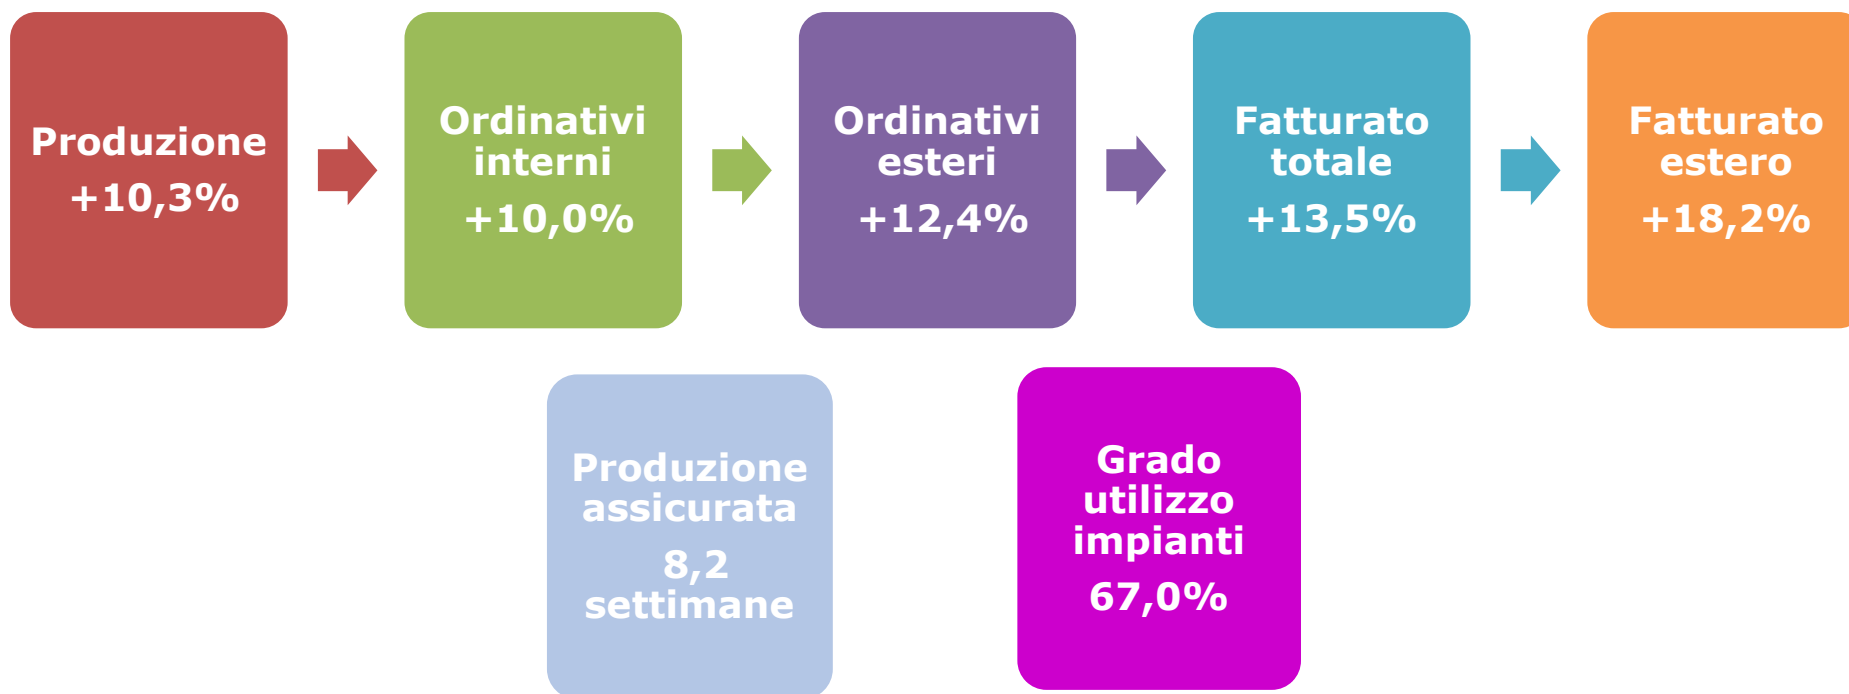 Produzione
+10,3%
Ordinativi
interni
+10,0%
Ordinativi
esteri
+12,4%
Fatturato
totale
+13,5%
Fatturato
estero
+18,2%
Produzione
assicurata
8,2
settimane
Grado
utilizzo
impianti
67,0%